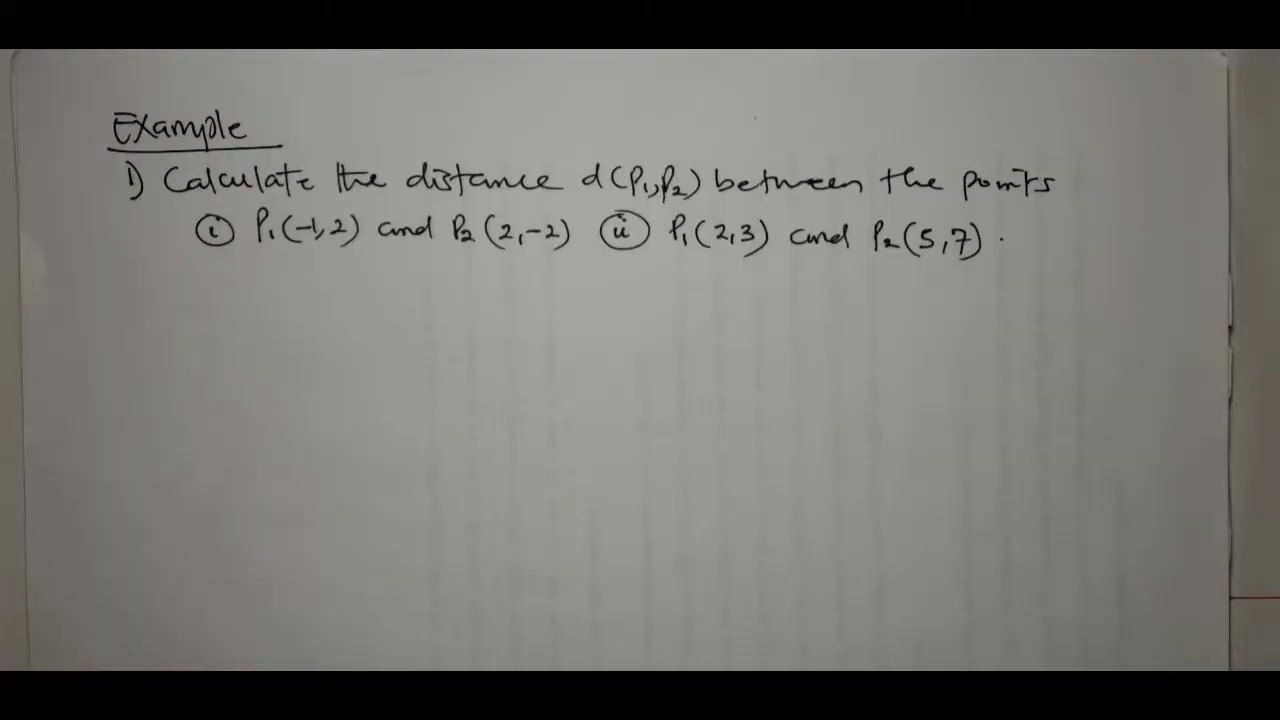 Example
1) Calculate the distance d(P₁,P₂) between the points
(i) P₁(-1,2) and P₂(2,-2) (ii) P₁(2,3) and P₂(5,7).